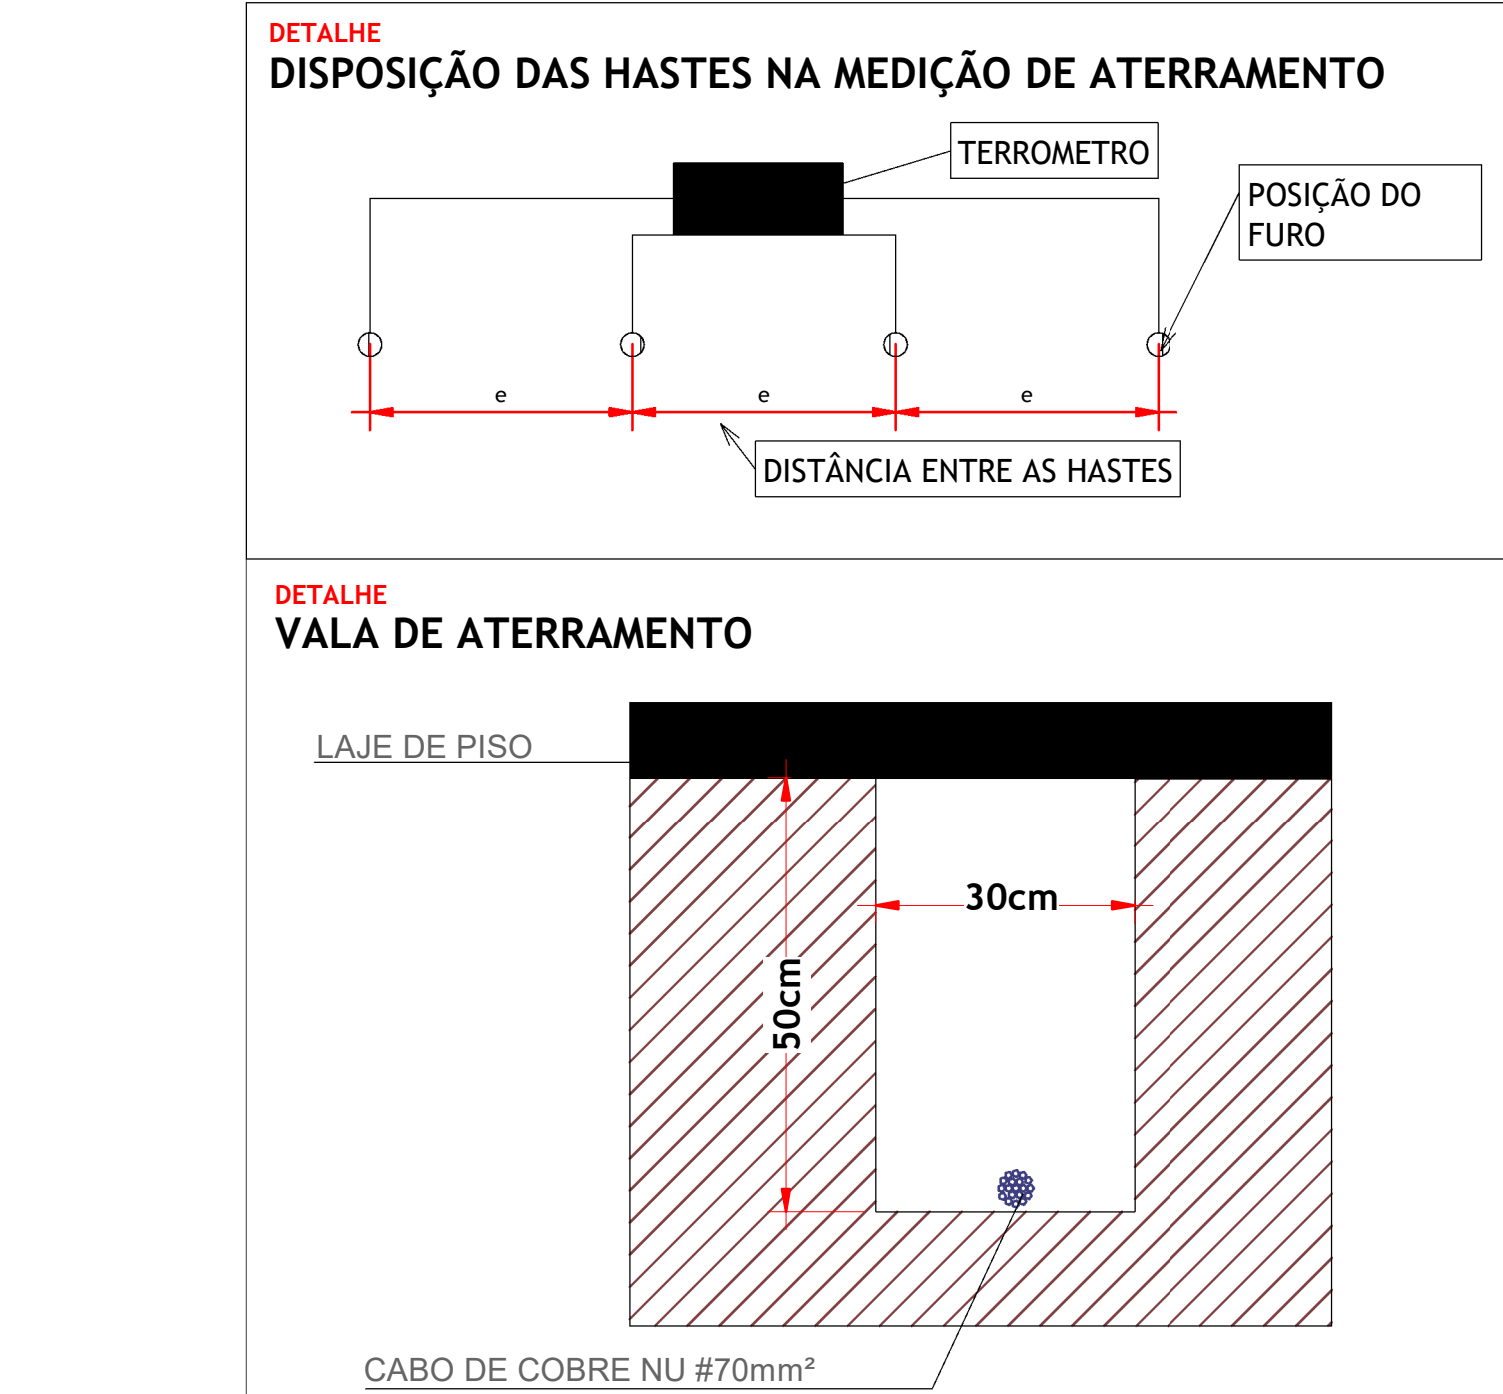 DETALHE
DISPOSIÇÃO DAS HASTES NA MEDIÇÃO DE ATERRAMENTO
TERROMETRO
POSIÇÃO DO
FURO
e
e
e
DISTÂNCIA ENTRE AS HASTES
DETALHE
VALA DE ATERRAMENTO
LAJE DE PISO
30cm
50cm
CABO DE COBRE NU #70mm²